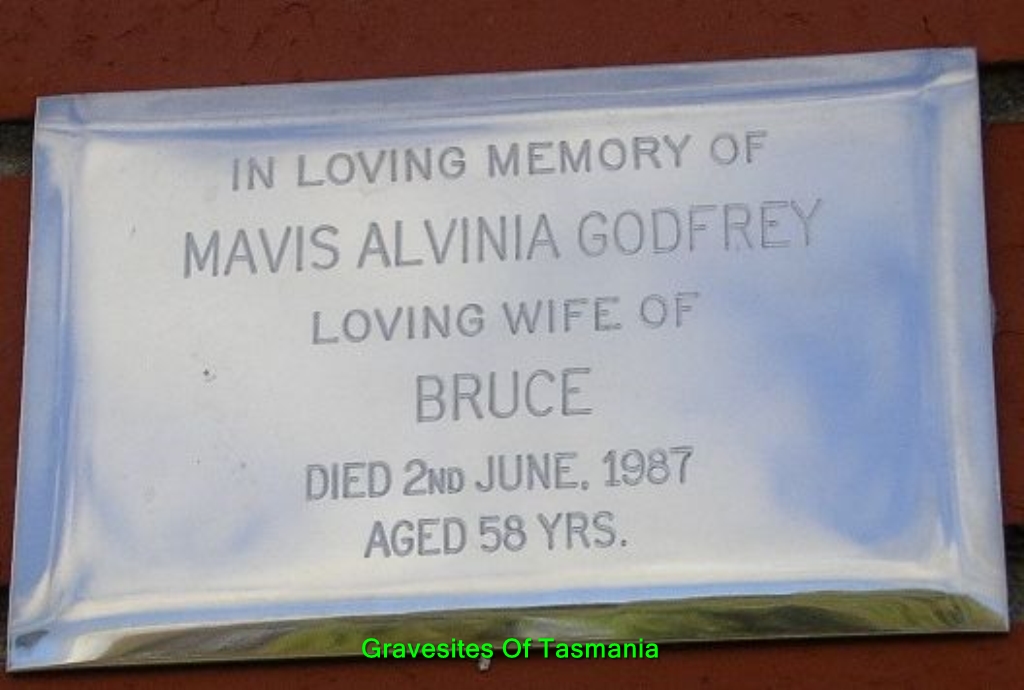 IN LOVING MEMORY OF
MAVIS ALVINIA GODFREY
LOVING WIFE OF
BRUCE
DIED 2ND JUNE, 1987
AGED 58 YRS.
Gravesites Of Tasmania